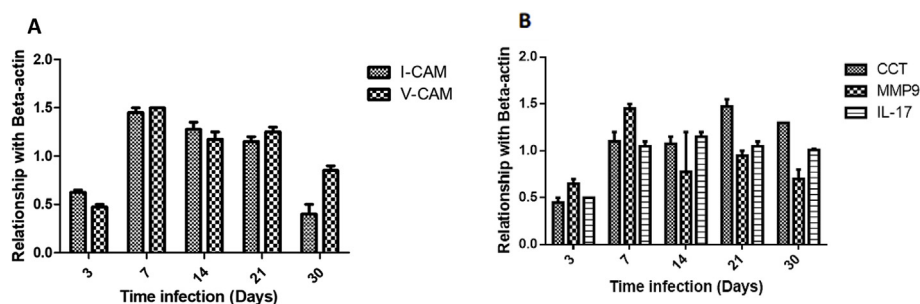 A
Relationship with Beta-actin
2.0
1.5
1.0
0.5
0.0
3 7 14 21 30
Time infection (Days)
I-CAM
V-CAM
B
Relationship with Beta-actin
2.0
1.5
1.0
0.5
0.0
3 7 14 21 30
Time infection (Days)
CCT
MMP9
IL-17